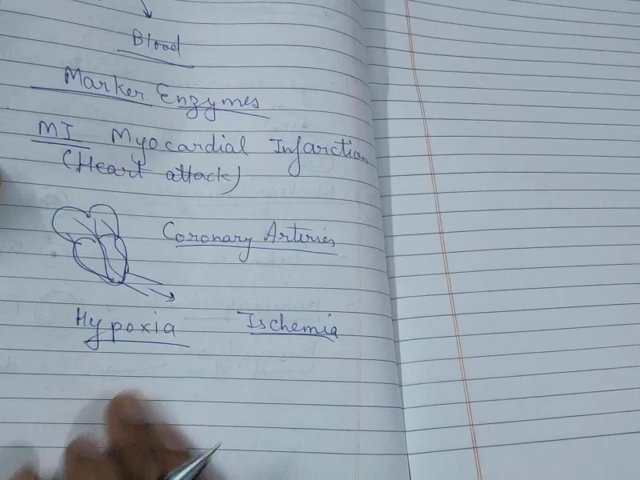 Blood
Marker Enzymes
MI Myocardial Infarction
(Heart attack)
Coronary Arteries
Hypoxia Ischemia